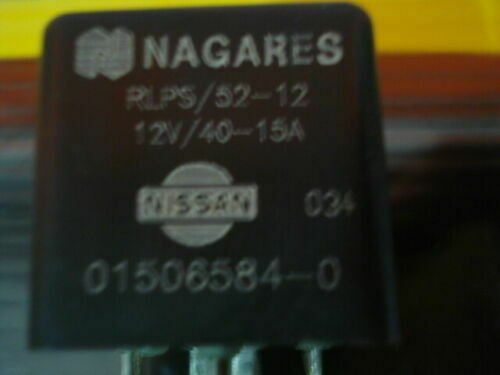 NAGARES
RLPS/52-12
12V/40-15A
NISSAN 034
01506584-0